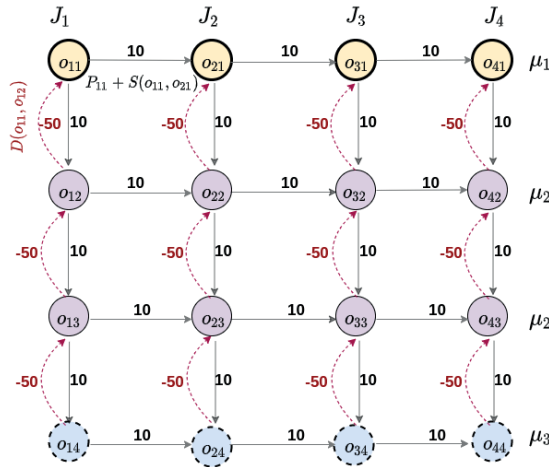 J₁ J₂ J₃ J₄
10 10 10
o₁₁ o₂₁ o₃₁ o₄₁ μ₁
P₁₁ + S(o₁₁, o₂₁)
D(o₁₁, o₁₂)
-50 10 -50 10 -50 10 -50 10
10 10 10
o₁₂ o₂₂ o₃₂ o₄₂ μ₂
-50 10 -50 10 -50 10 -50 10
10 10 10
o₁₃ o₂₃ o₃₃ o₄₃ μ₂
-50 10 -50 10 -50 10 -50 10
10 10 10
o₁₄ o₂₄ o₃₄ o₄₄ μ₃